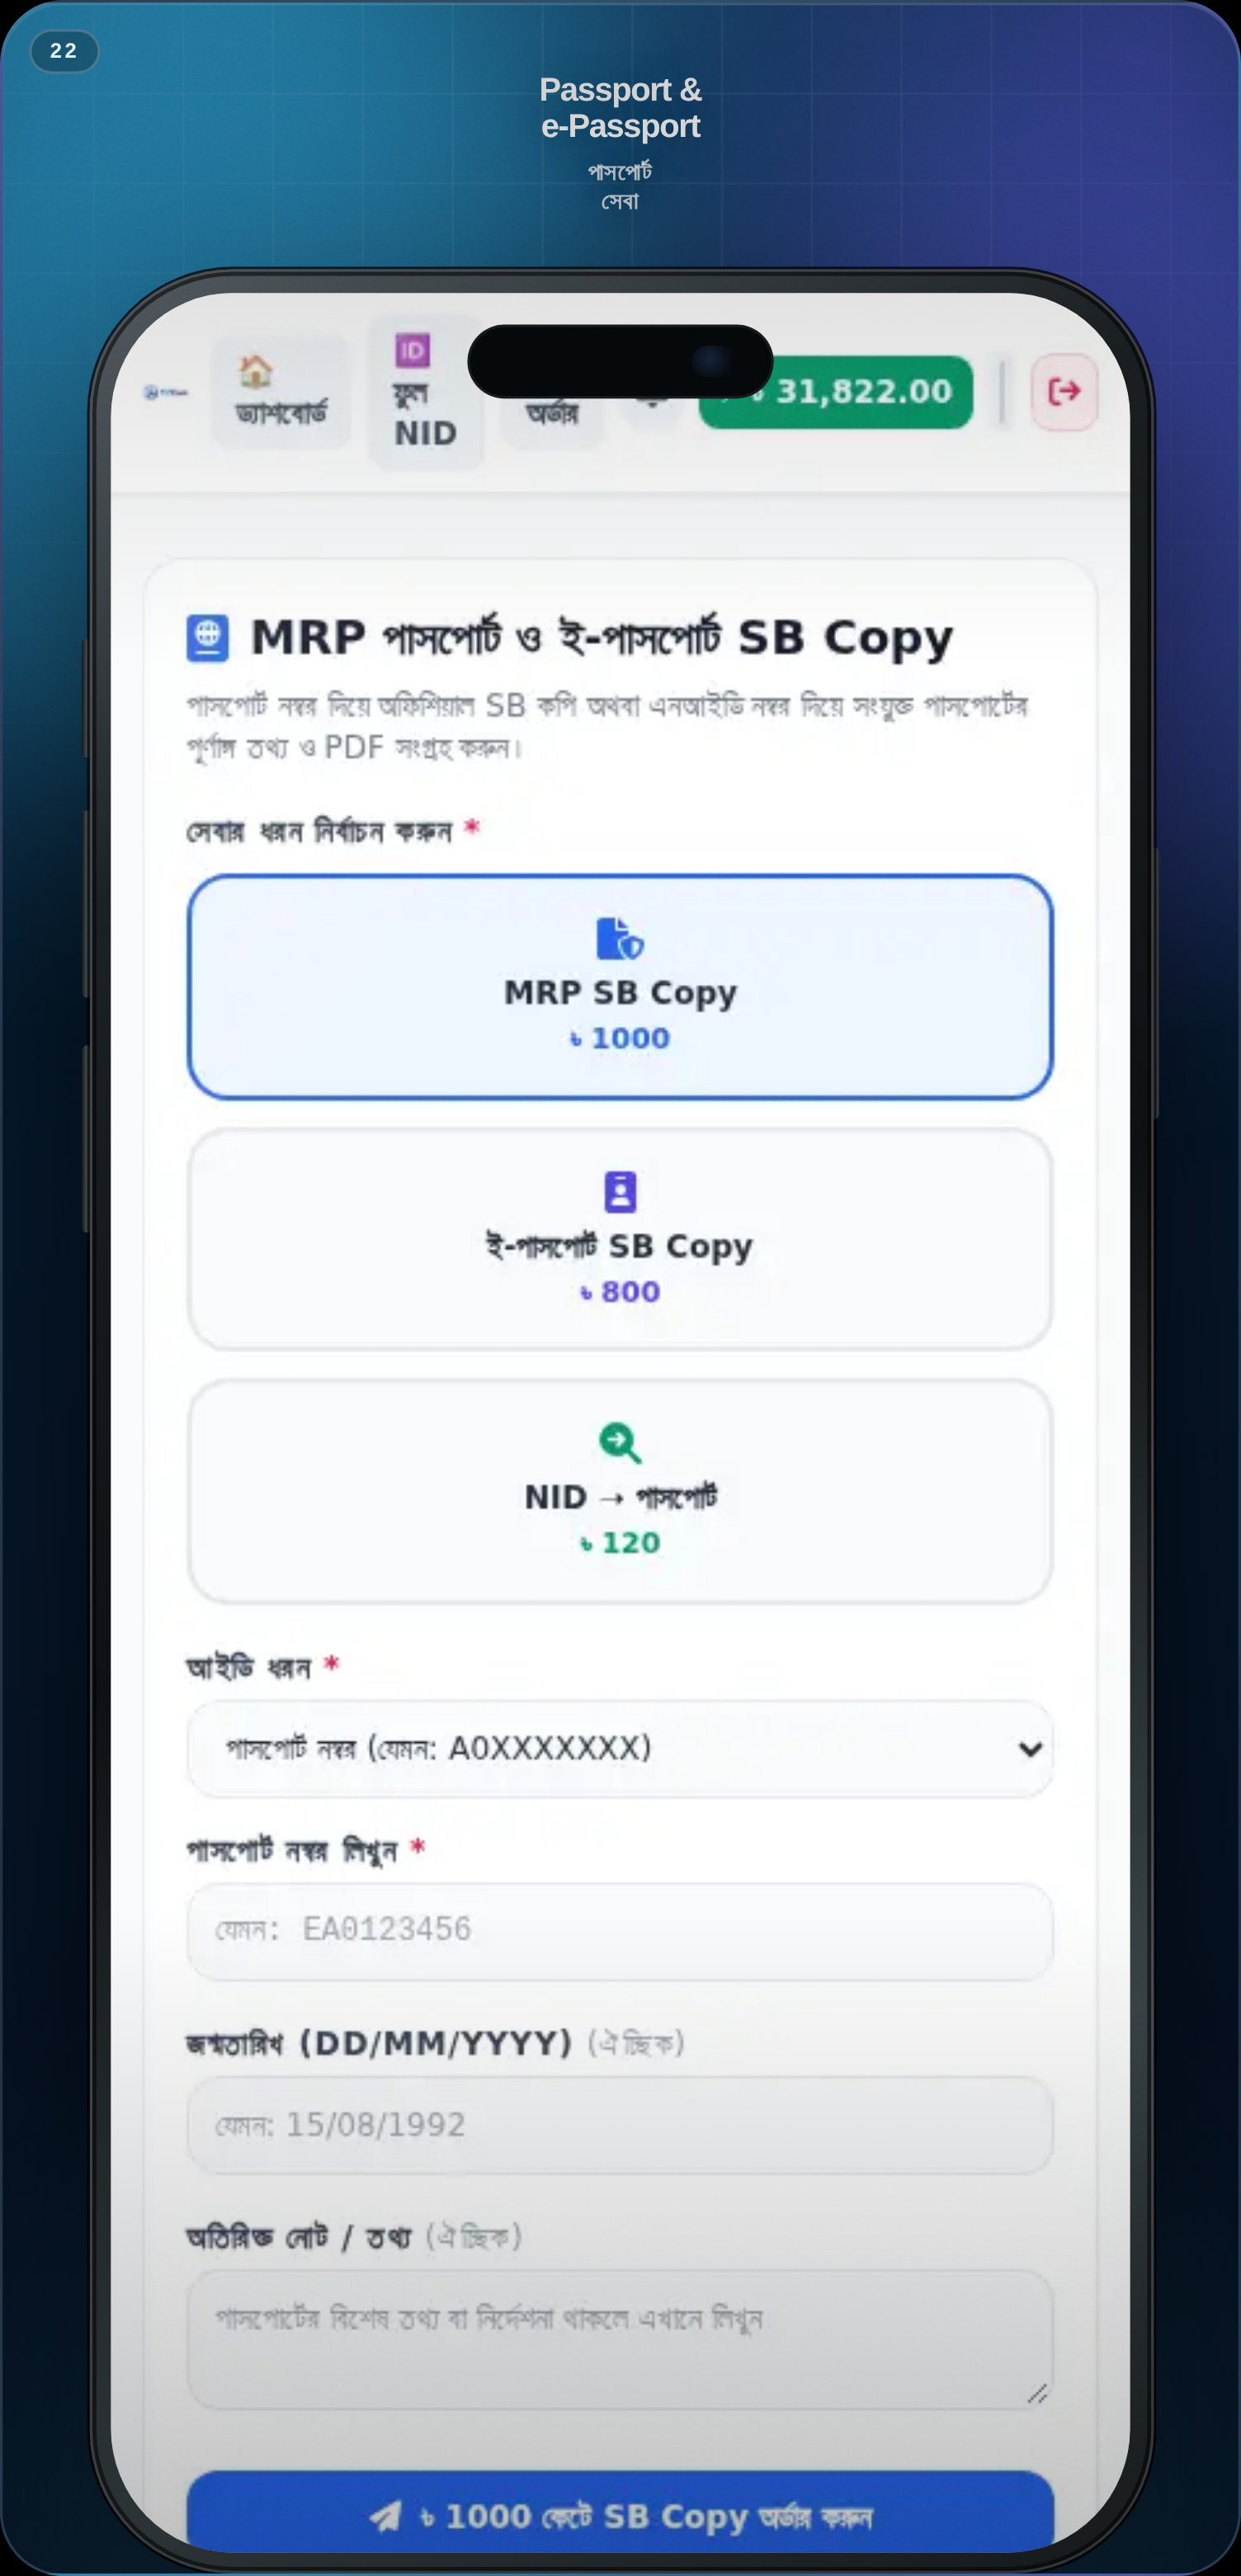 22
Passport &
e-Passport
পাসপোর্ট
সেবা
ড্যাশবোর্ড
ID
ফুল
NID
অর্ডার
৳ 31,822.00
MRP পাসপোর্ট ও ই-পাসপোর্ট SB Copy
পাসপোর্ট নম্বর দিয়ে অফিশিয়াল SB কপি অথবা এনআইডি নম্বর দিয়ে সংযুক্ত পাসপোর্টের
পূর্ণাঙ্গ তথ্য ও PDF সংগ্রহ করুন।
সেবার ধরন নির্বাচন করুন *
MRP SB Copy
৳ 1000
ই-পাসপোর্ট SB Copy
৳ 800
NID → পাসপোর্ট
৳ 120
আইডি ধরন *
পাসপোর্ট নম্বর (যেমন: A0XXXXXXX)
পাসপোর্ট নম্বর লিখুন *
যেমন: EA0123456
জন্মতারিখ (DD/MM/YYYY) (ঐচ্ছিক)
যেমন: 15/08/1992
অতিরিক্ত নোট / তথ্য (ঐচ্ছিক)
পাসপোর্টের বিশেষ তথ্য বা নির্দেশনা থাকলে এখানে লিখুন
৳ 1000 কেটে SB Copy অর্ডার করুন